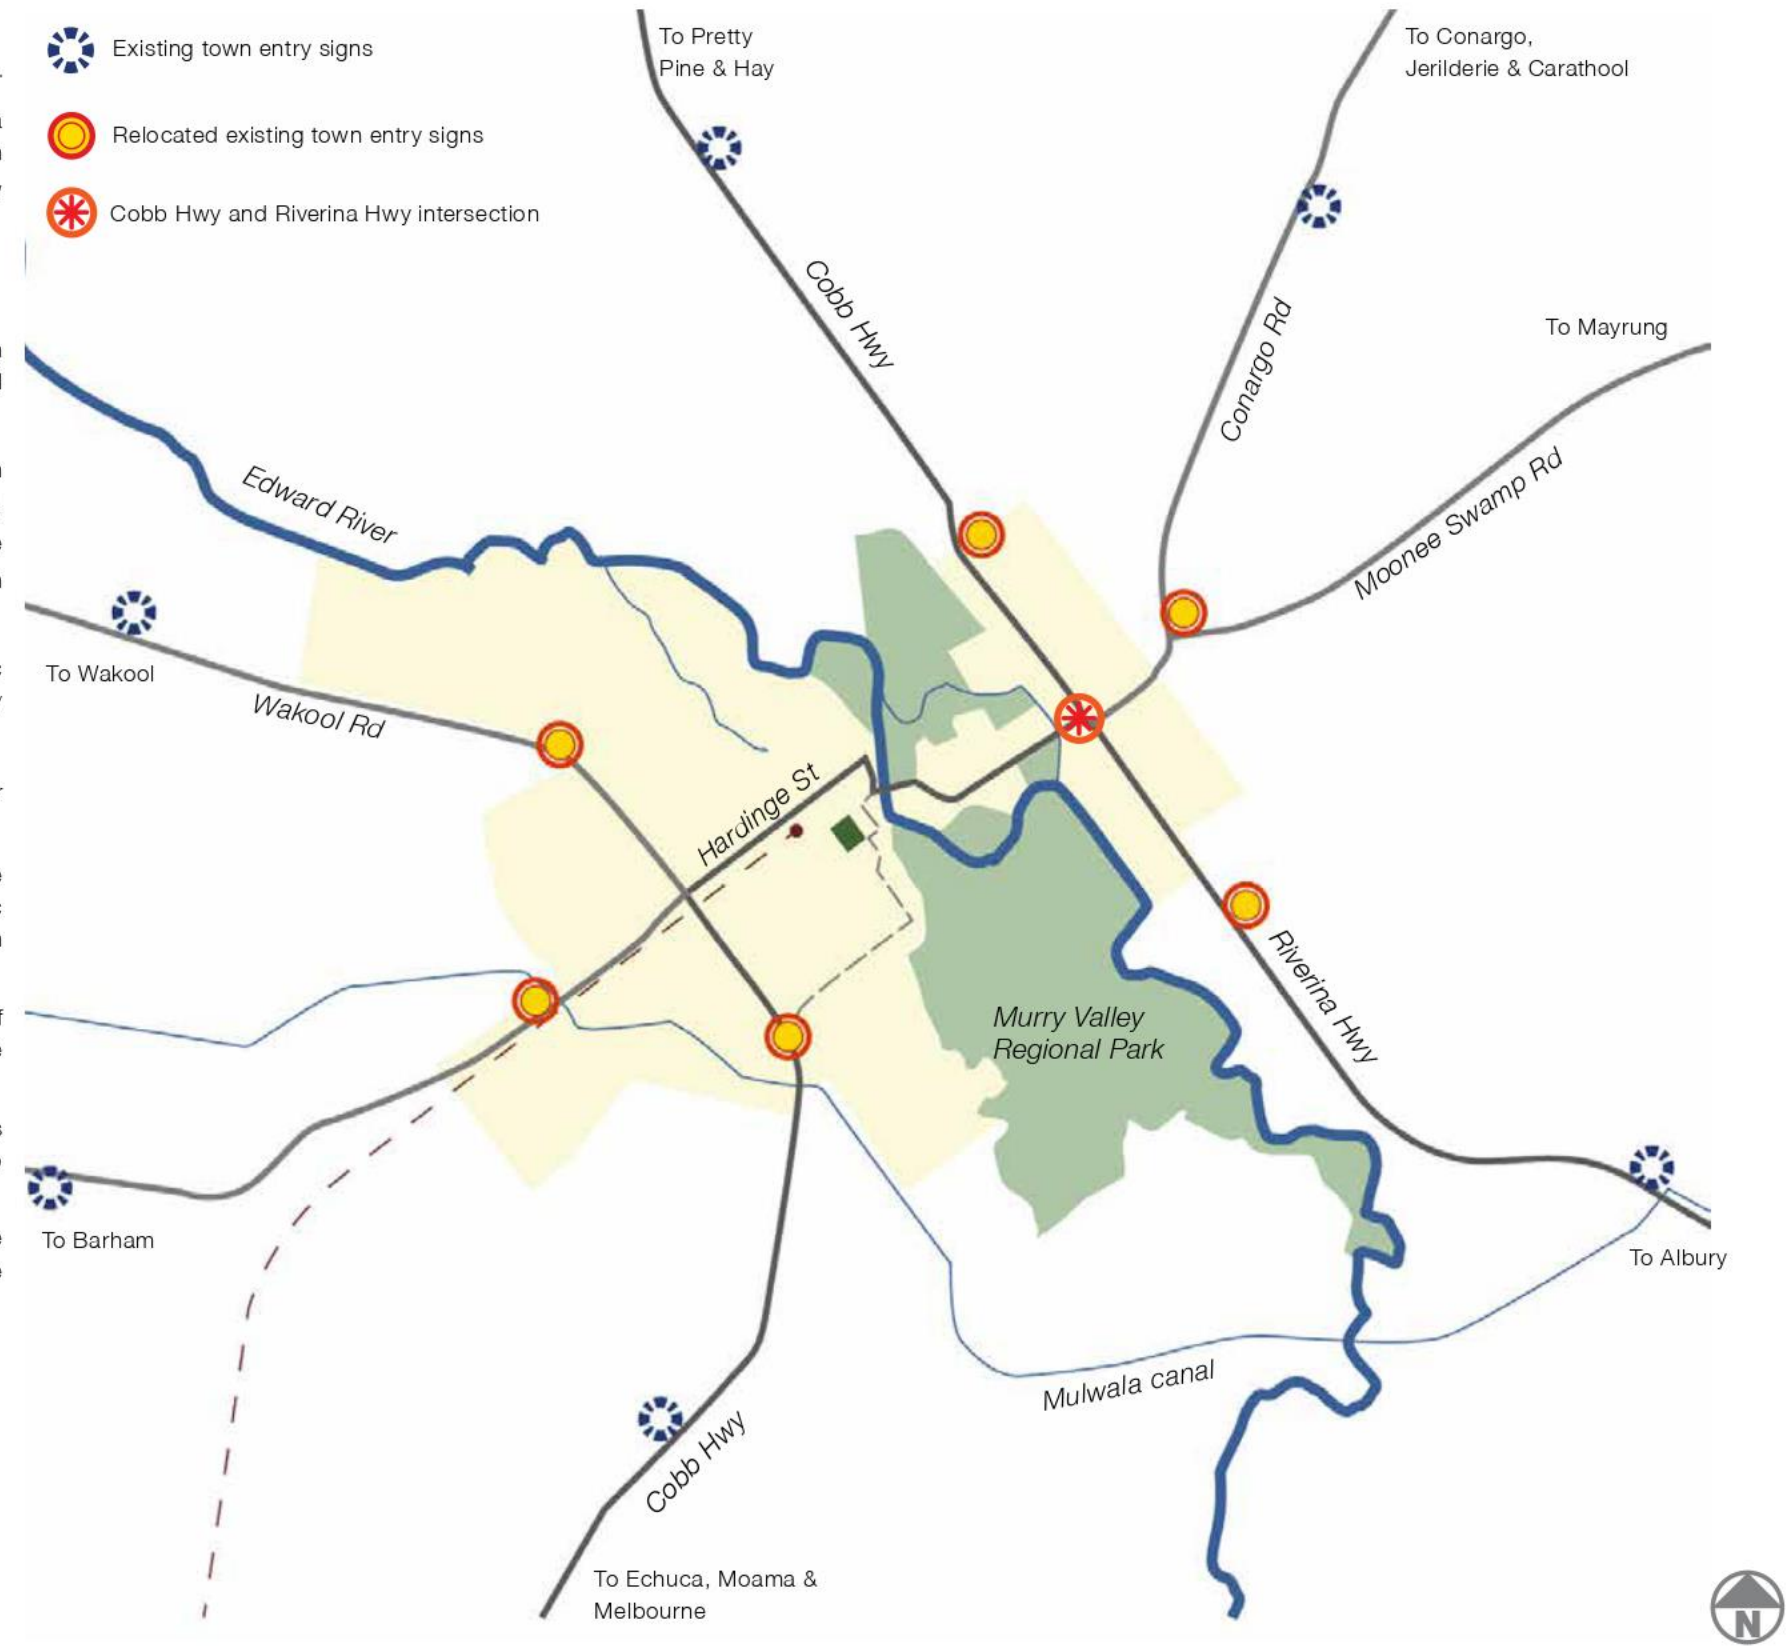 Existing town entry signs
Relocated existing town entry signs
Cobb Hwy and Riverina Hwy intersection
To Pretty
Pine & Hay
To Conargo,
Jerilderie & Carathool
Cobb Hwy
Conargo Rd
To Mayrung
Moonee Swamp Rd
Edward River
To Wakool
Wakool Rd
Hardinge St
Riverina Hwy
Murry Valley
Regional Park
To Barham
To Albury
Mulwala canal
Cobb Hwy
To Echuca, Moama &
Melbourne
N